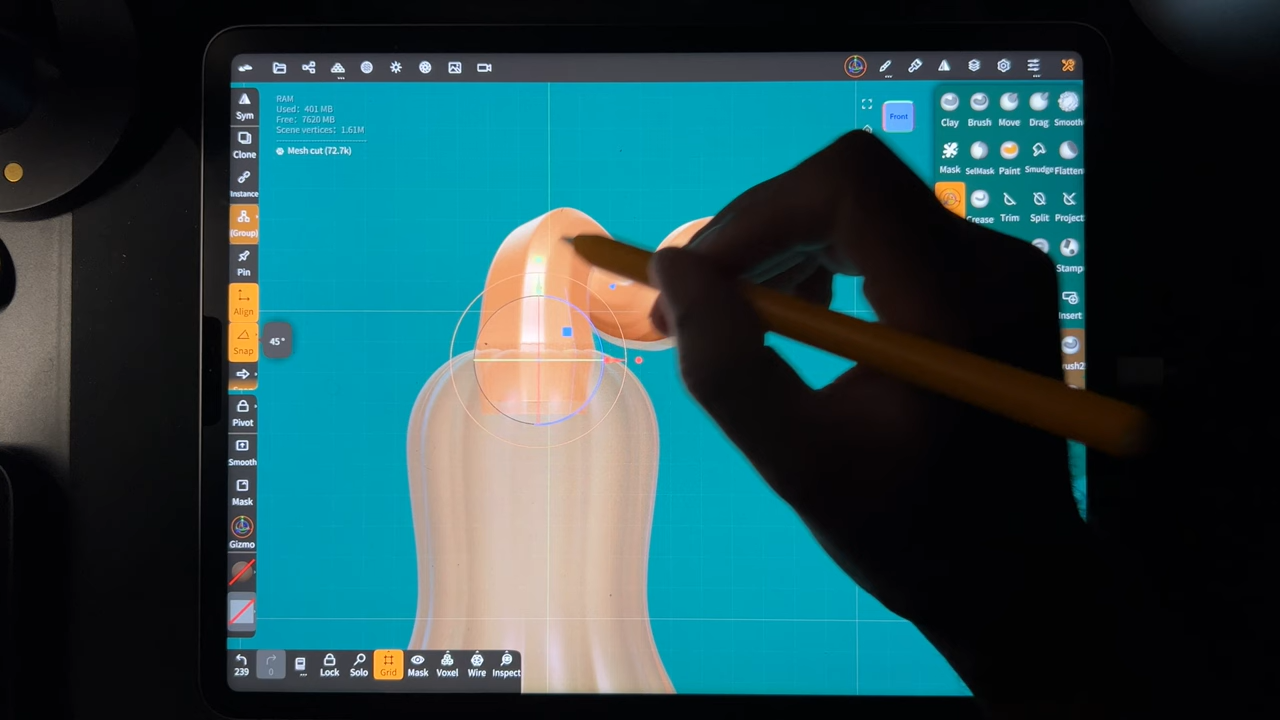 RAM
Used: 401 MB
Free: 7620 MB
Scene vertices: 1.61M
Mesh cut (72.7k)
Front
Sym
Clone
Instance
(Group)
Pin
Align
Snap
45°
Pivot
Smooth
Mask
Gizmo
Clay Brush Move Drag Smooth
Mask SelMask Paint Smudge Flatten
Crease Trim Split Project
Stamp
Insert
239 0 Lock Solo Grid Mask Voxel Wire Inspect